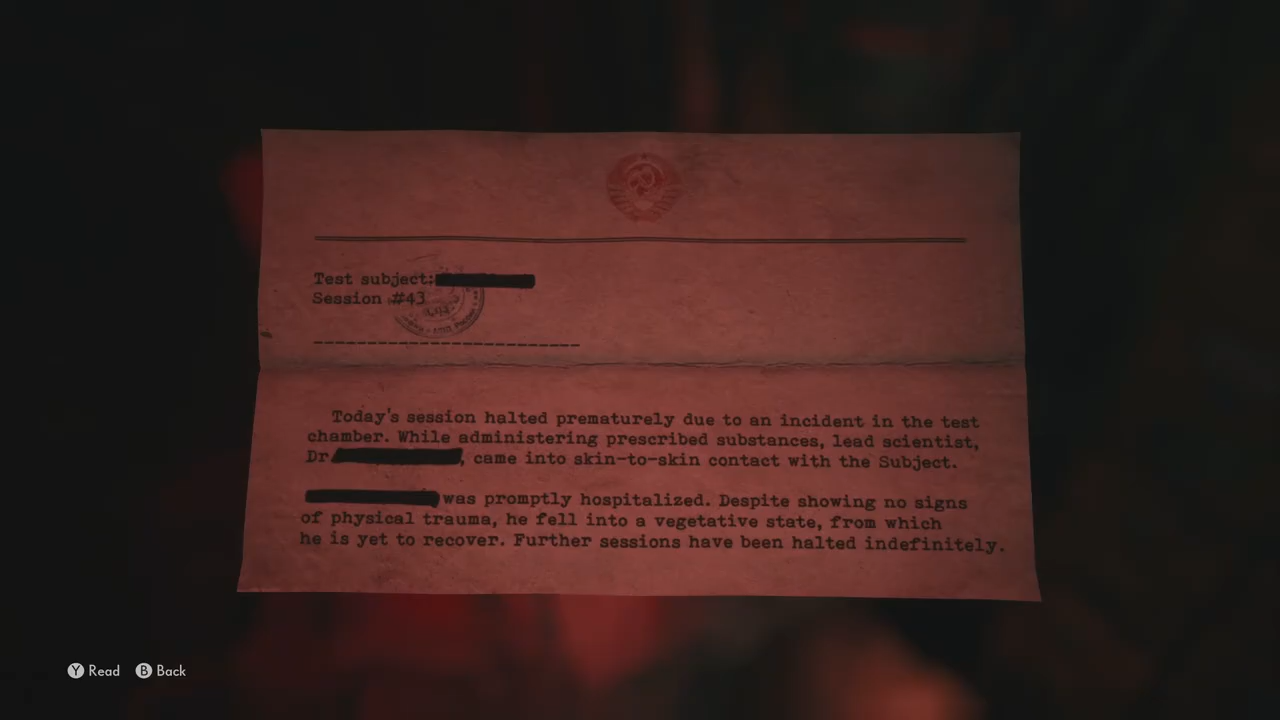 Test subject:
Session #43
Today's session halted prematurely due to an incident in the test
chamber. While administering prescribed substances, lead scientist,
Dr , came into skin-to-skin contact with the Subject.
was promptly hospitalized. Despite showing no signs
of physical trauma, he fell into a vegetative state, from which
he is yet to recover. Further sessions have been halted indefinitely.
Y Read B Back